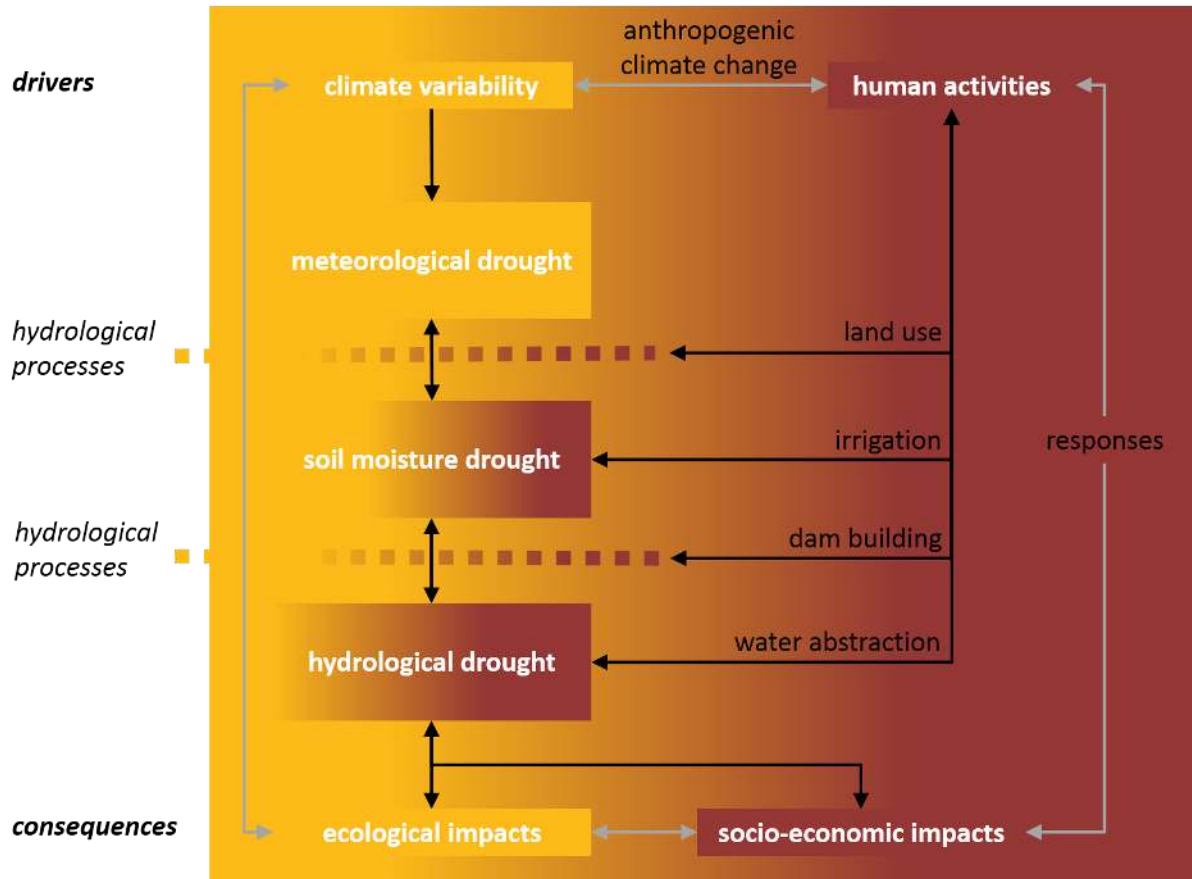 anthropogenic
climate change
drivers
climate variability
human activities
meteorological drought
hydrological
processes
land use
soil moisture drought
irrigation
responses
hydrological
processes
dam building
water abstraction
hydrological drought
consequences
ecological impacts
socio-economic impacts